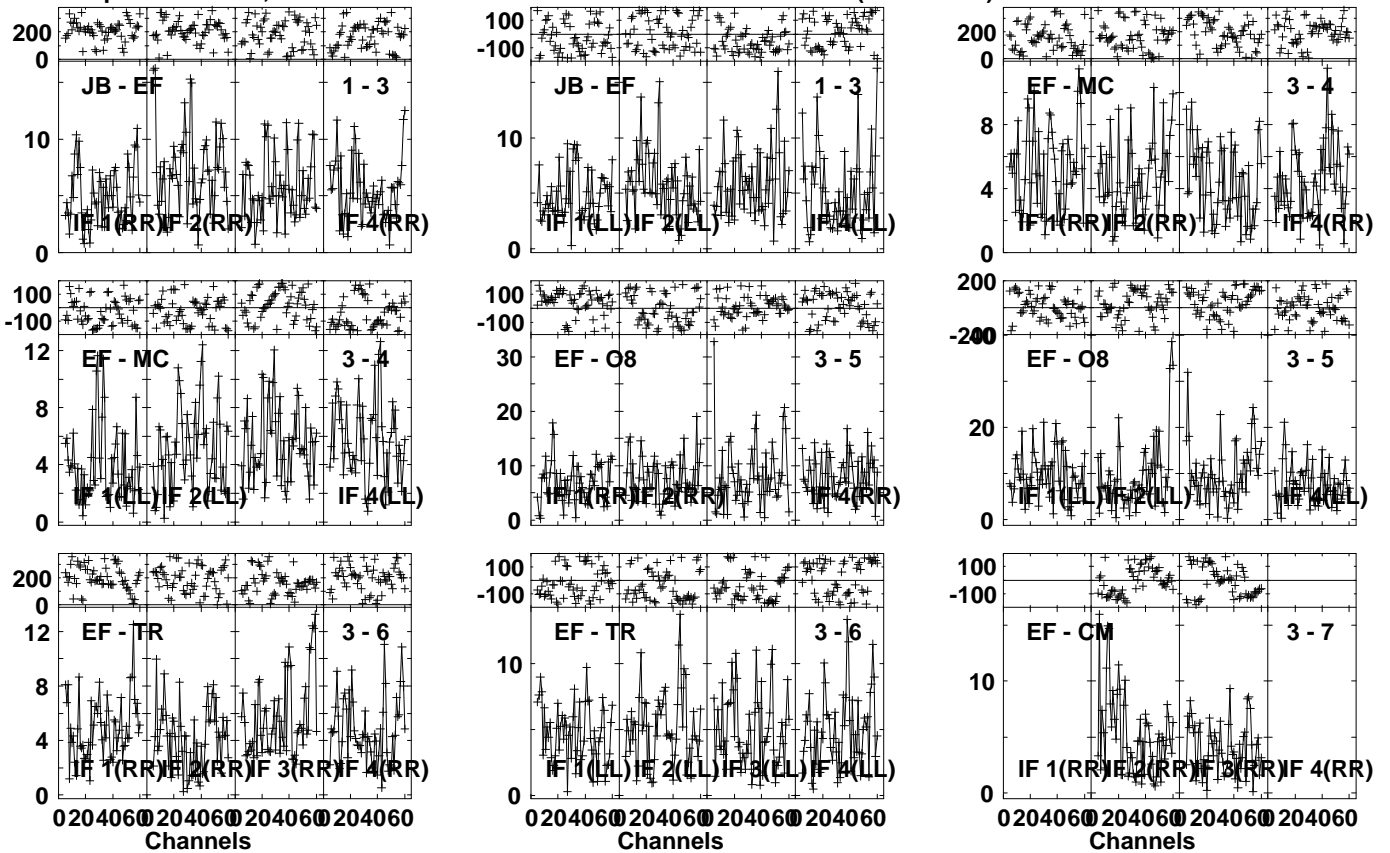 200
0
100
-100
200
0
JB - EF 1 - 3
10
0
IF 1(RR) IF 2(RR) IF 4(RR)
JB - EF 1 - 3
10
0
IF 1(LL) IF 2(LL) IF 4(LL)
EF - MC 3 - 4
8
4
0
IF 1(RR) IF 2(RR) IF 4(RR)
100
-100
100
-100
200
-200
EF - MC 3 - 4
12
8
4
0
IF 1(LL) IF 2(LL) IF 4(LL)
EF - O8 3 - 5
30
20
10
0
IF 1(RR) IF 2(RR) IF 4(RR)
EF - O8 3 - 5
40
20
0
IF 1(LL) IF 2(LL) IF 4(LL)
200
0
100
-100
100
-100
EF - TR 3 - 6
12
8
4
0
IF 1(RR) IF 2(RR) IF 3(RR) IF 4(RR)
EF - TR 3 - 6
10
0
IF 1(LL) IF 2(LL) IF 3(LL) IF 4(LL)
EF - CM 3 - 7
10
0
IF 1(RR) IF 2(RR) IF 3(RR) IF 4(RR)
0 20 40 60 0 20 40 60 0 20 40 60 0 20 40 60
0 20 40 60 0 20 40 60 0 20 40 60 0 20 40 60
0 20 40 60 0 20 40 60 0 20 40 60 0 20 40 60
Channels Channels Channels